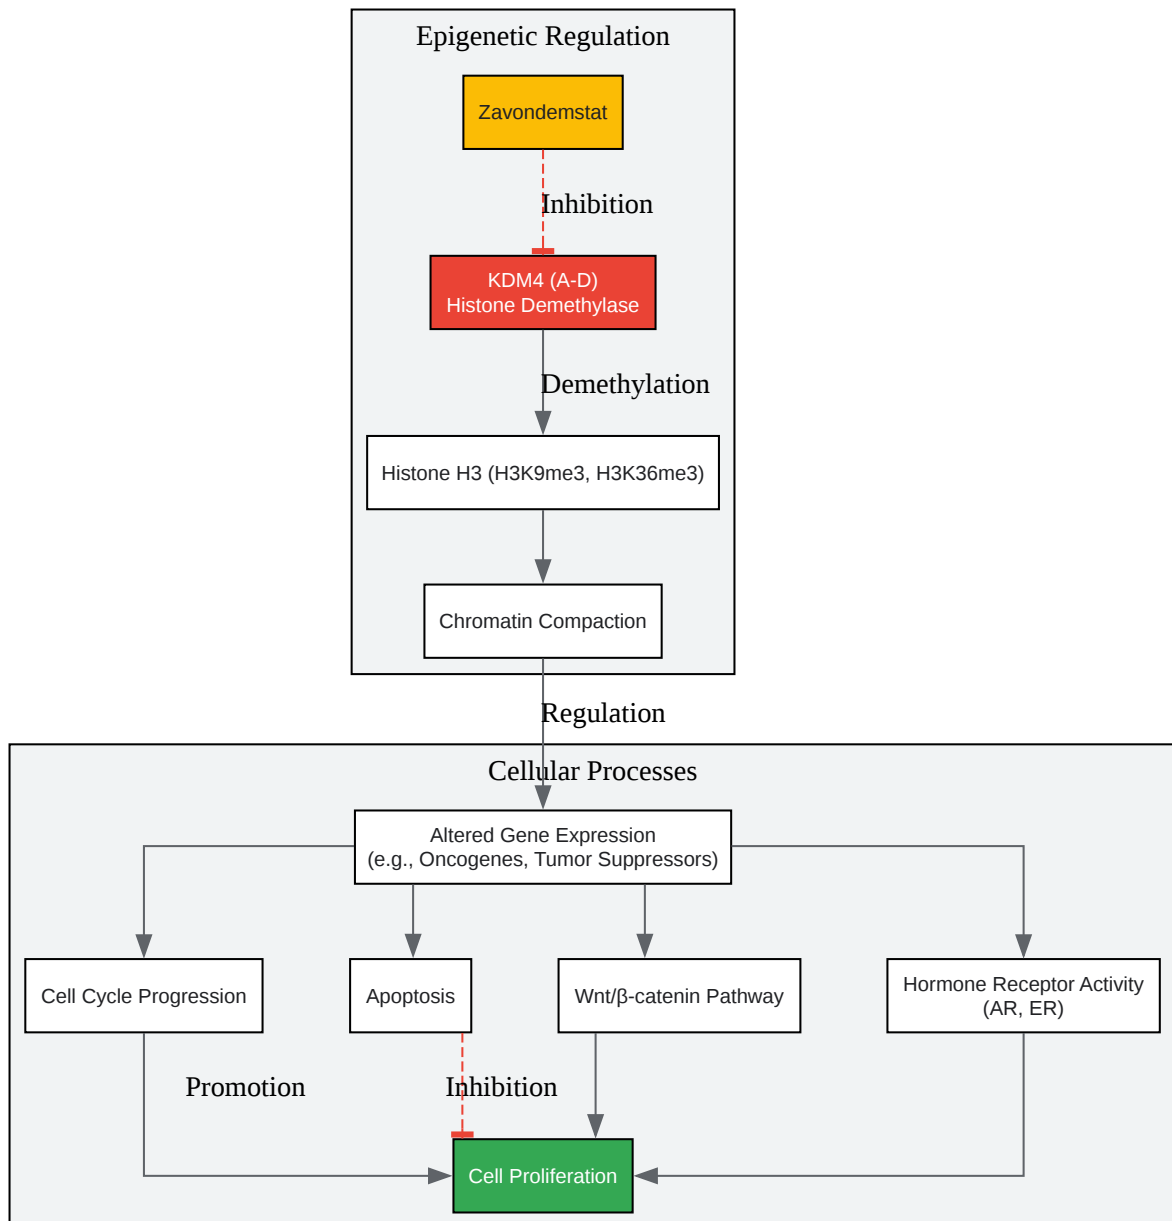 Epigenetic Regulation
Zavondemstat
Inhibition
KDM4 (A-D)
Histone Demethylase
Demethylation
Histone H3 (H3K9me3, H3K36me3)
Chromatin Compaction
Regulation
Cellular Processes
Altered Gene Expression
(e.g., Oncogenes, Tumor Suppressors)
Cell Cycle Progression
Apoptosis
Wnt/β-catenin Pathway
Hormone Receptor Activity
(AR, ER)
Promotion
Inhibition
Cell Proliferation